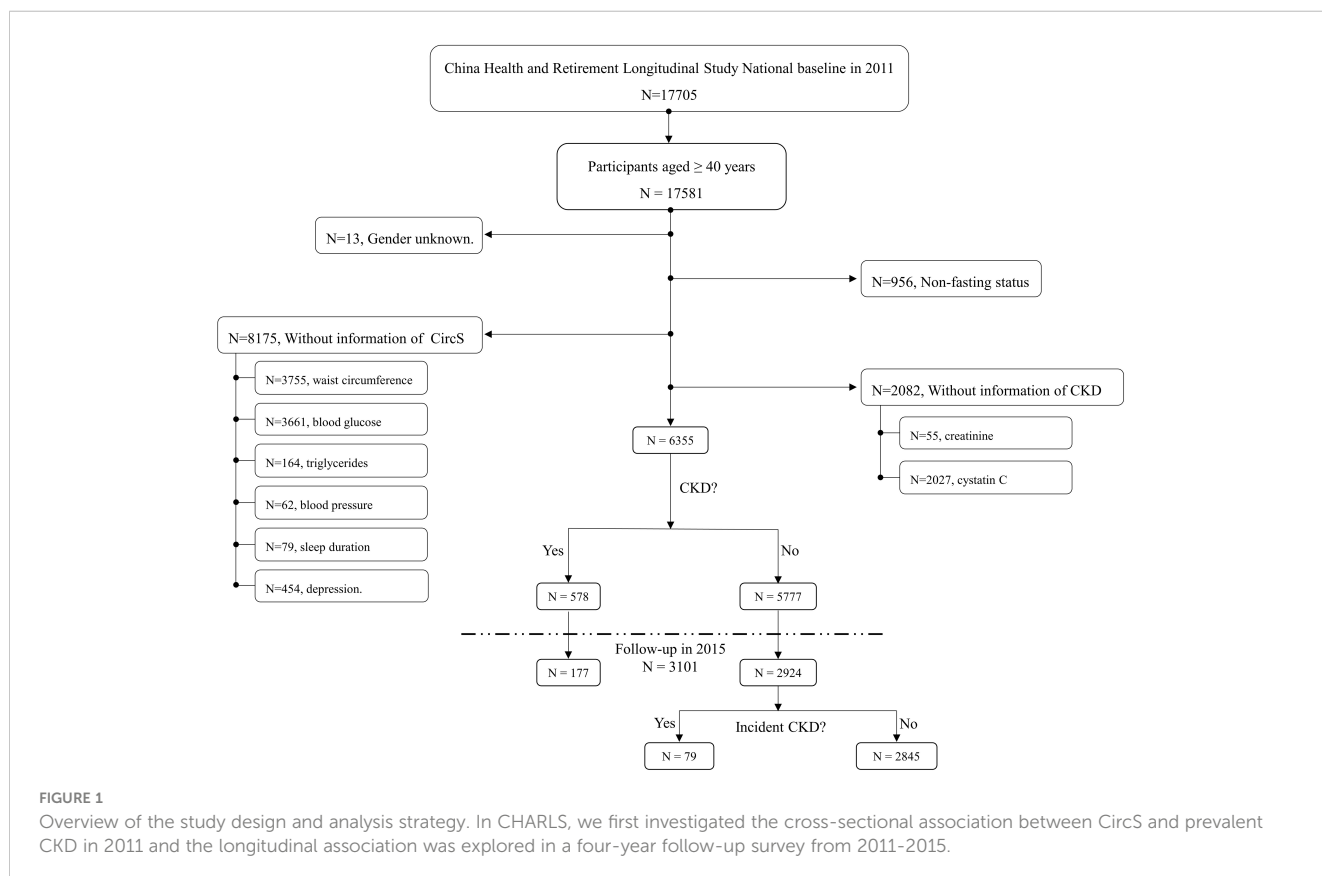 China Health and Retirement Longitudinal Study National baseline in 2011
N=17705
Participants aged ≥ 40 years
N = 17581
N=13, Gender unknown.
N=956, Non-fasting status
N=8175, Without information of CircS
N=3755, waist circumference
N=3661, blood glucose
N=164, triglycerides
N=62, blood pressure
N=79, sleep duration
N=454, depression.
N=2082, Without information of CKD
N=55, creatinine
N=2027, cystatin C
N = 6355
CKD?
Yes
No
N = 578
N = 5777
Follow-up in 2015
N = 3101
N = 177
N = 2924
Yes
Incident CKD?
No
N = 79
N = 2845
FIGURE 1
Overview of the study design and analysis strategy. In CHARLS, we first investigated the cross-sectional association between CircS and prevalent
CKD in 2011 and the longitudinal association was explored in a four-year follow-up survey from 2011-2015.